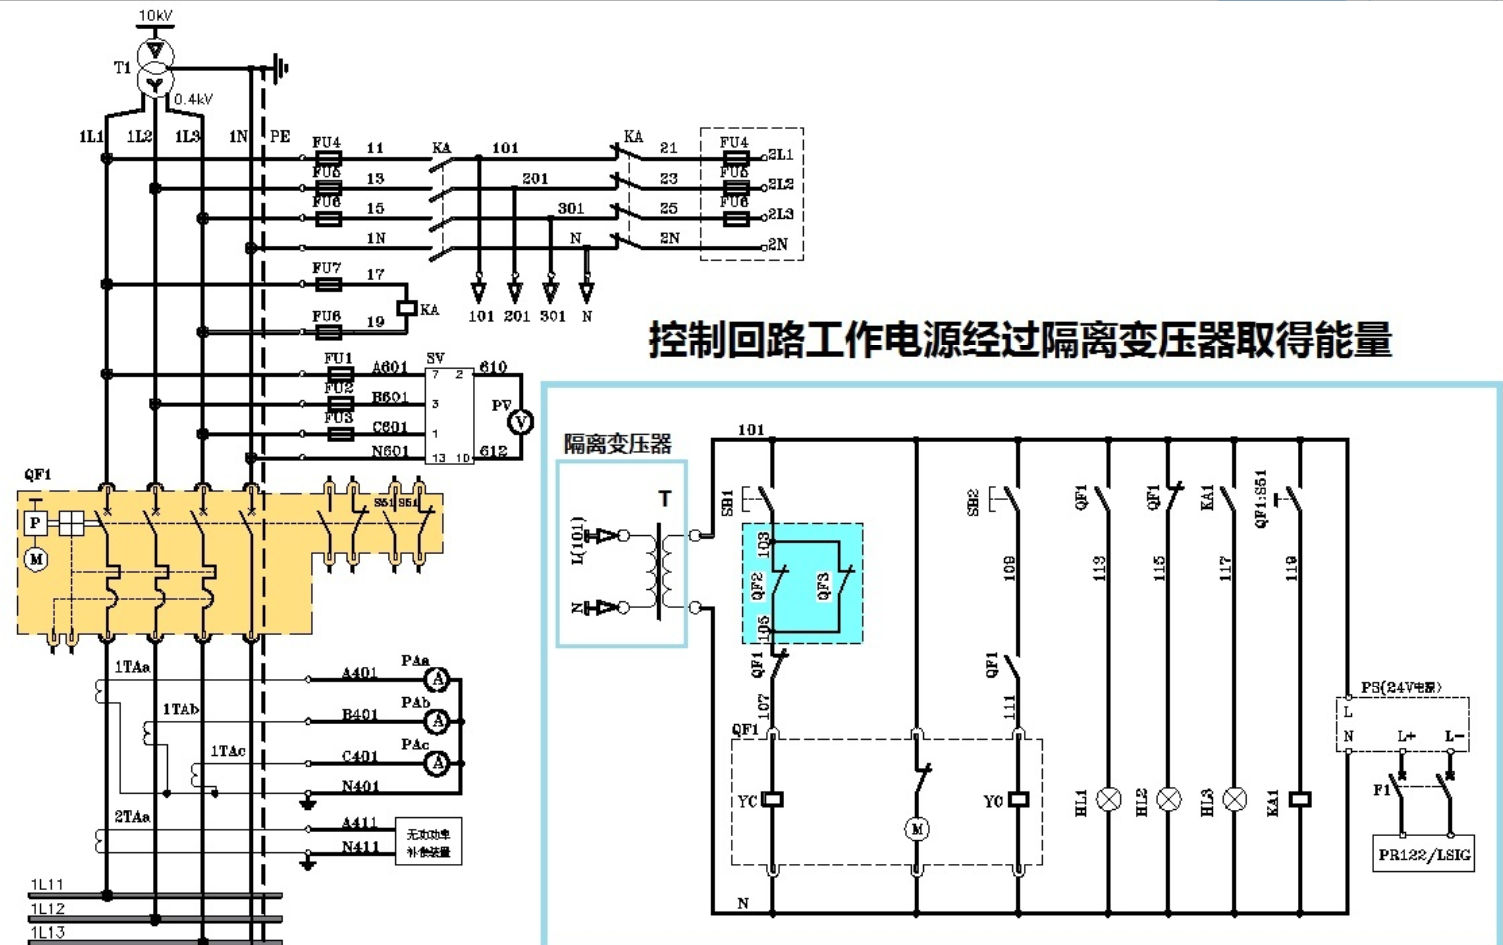 10kV
T1
0.4kV
1L1 1L2 1L3 1N PE
FU4 11 KA 101 KA 21 FU4 2L1
FU5 13 201 23 FU5 2L2
FU6 15 301 25 FU6 2L3
1N N 2N 2N
FU7 17
KA
FU6 19
101 201 301 N
控制回路工作电源经过隔离变压器取得能量
FU1 A601 SV 7 2 610
FU2 B601 3 PV V
FU3 C601 1
N601 13 10 612
QF1
S51 S51
P
M
1TAa A401 PAa A
1TAb B401 PAb A
1TAc C401 PAc A
N401
2TAa A411
N411
无功功率
补偿装量
1L11
1L12
1L13
隔离变压器
T
L(101)
N
101
SB1
103
QF2 QF3
105
QF1
107
QF1
YC
M
SB2
109
QF1
111
YC
QF1
113
HL1
QF1
115
HL2
KA1
117
HL3
QF1:S51
119
KA1
N
PS(24V电源)
L
N L+ L-
F1
PR122/LSIG